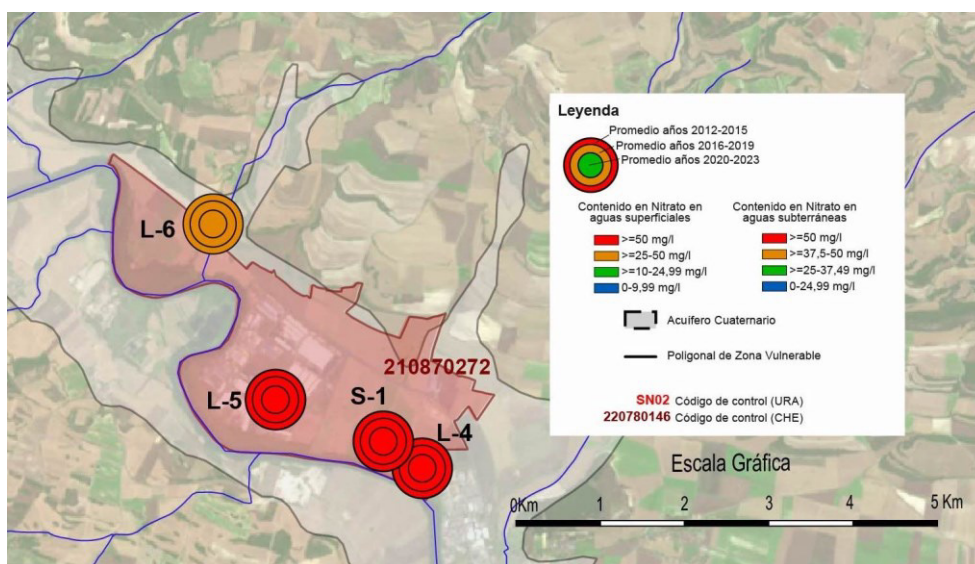 L-6
L-5
S-1
L-4
210870272
Leyenda
Promedio años 2012-2015
Promedio años 2016-2019
Promedio años 2020-2023
Contenido en Nitrato en
aguas superficiales
>=50 mg/l
>=25-50 mg/l
>=10-24,99 mg/l
0-9,99 mg/l
Contenido en Nitrato en
aguas subterráneas
>=50 mg/l
>=37,5-50 mg/l
>=25-37,49 mg/l
0-24,99 mg/l
Acuífero Cuaternario
Poligonal de Zona Vulnerable
SN02 Código de control (URA)
220780146 Código de control (CHE)
Escala Gráfica
0Km 1 2 3 4 5 Km